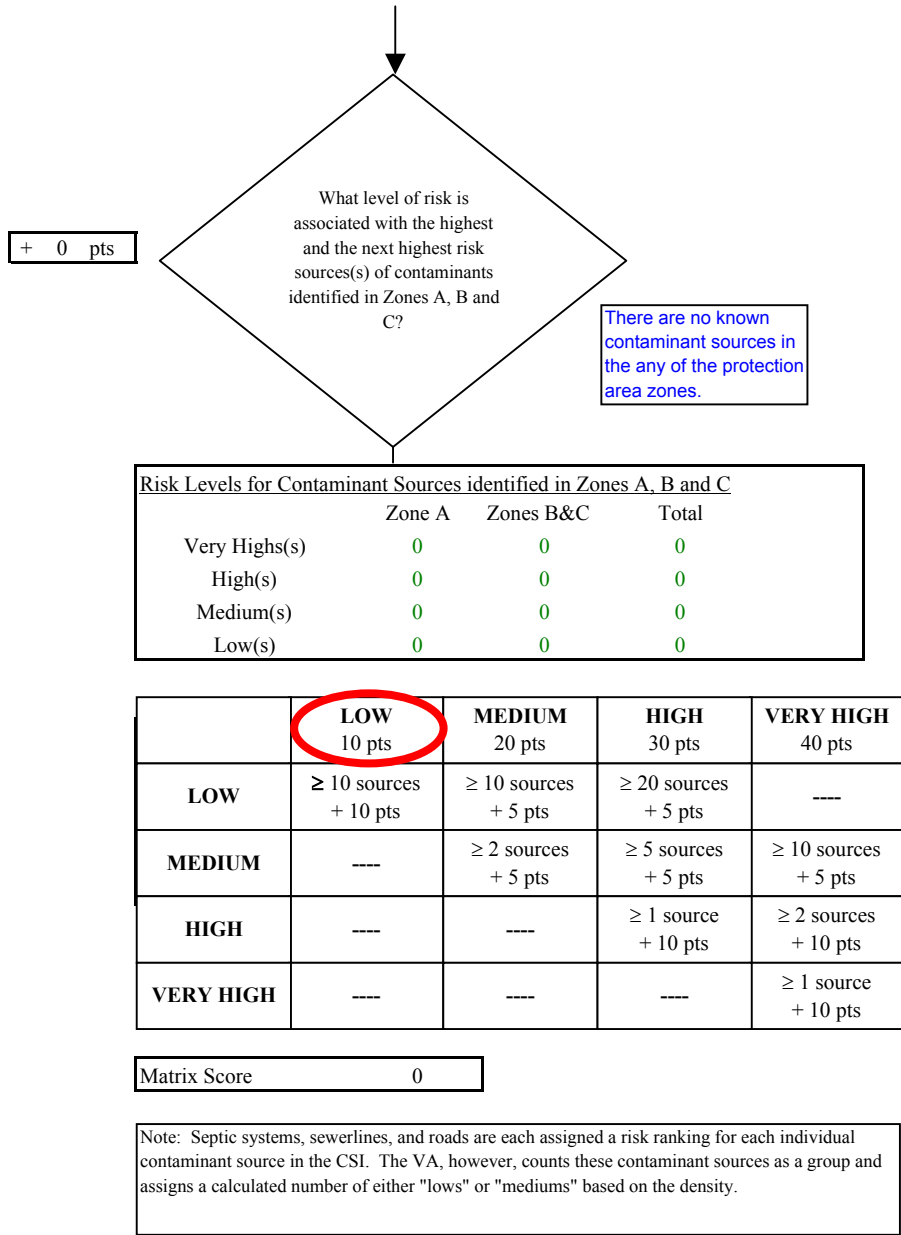 What level of risk is
associated with the highest
and the next highest risk
sources(s) of contaminants
identified in Zones A, B and
C?
+ 0 pts
There are no known
contaminant sources in
the any of the protection
area zones.
Risk Levels for Contaminant Sources identified in Zones A, B and C
Zone A Zones B&C Total
Very Highs(s) 0 0 0
High(s) 0 0 0
Medium(s) 0 0 0
Low(s) 0 0 0
LOW MEDIUM HIGH VERY HIGH
10 pts 20 pts 30 pts 40 pts
LOW ≥ 10 sources ≥ 10 sources ≥ 20 sources ----
+ 10 pts + 5 pts + 5 pts
MEDIUM ---- ≥ 2 sources ≥ 5 sources ≥ 10 sources
+ 5 pts + 5 pts + 5 pts
HIGH ---- ---- ≥ 1 source ≥ 2 sources
+ 10 pts + 10 pts
VERY HIGH ---- ---- ---- ≥ 1 source
+ 10 pts
Matrix Score 0
Note: Septic systems, sewerlines, and roads are each assigned a risk ranking for each individual
contaminant source in the CSI. The VA, however, counts these contaminant sources as a group and
assigns a calculated number of either "lows" or "mediums" based on the density.